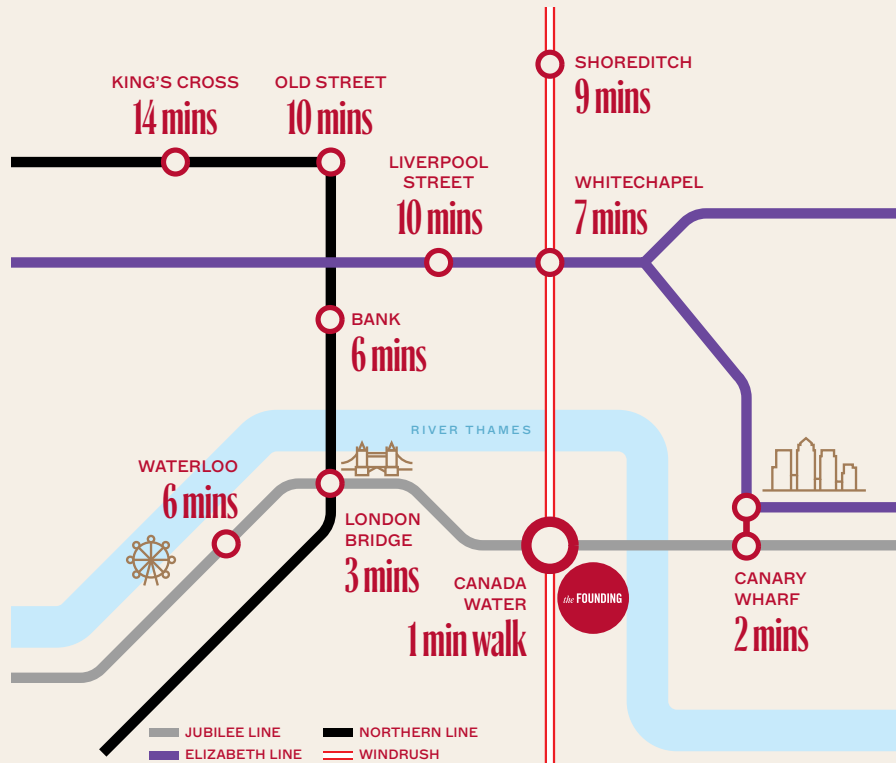 KING'S CROSS
14 mins
OLD STREET
10 mins
SHOREDITCH
9 mins
LIVERPOOL
STREET
10 mins
WHITECHAPEL
7 mins
BANK
6 mins
RIVER THAMES
WATERLOO
6 mins
LONDON
BRIDGE
3 mins
CANADA
WATER
1 min walk
the FOUNDING
CANARY
WHARF
2 mins
JUBILEE LINE
NORTHERN LINE
ELIZABETH LINE
WINDRUSH